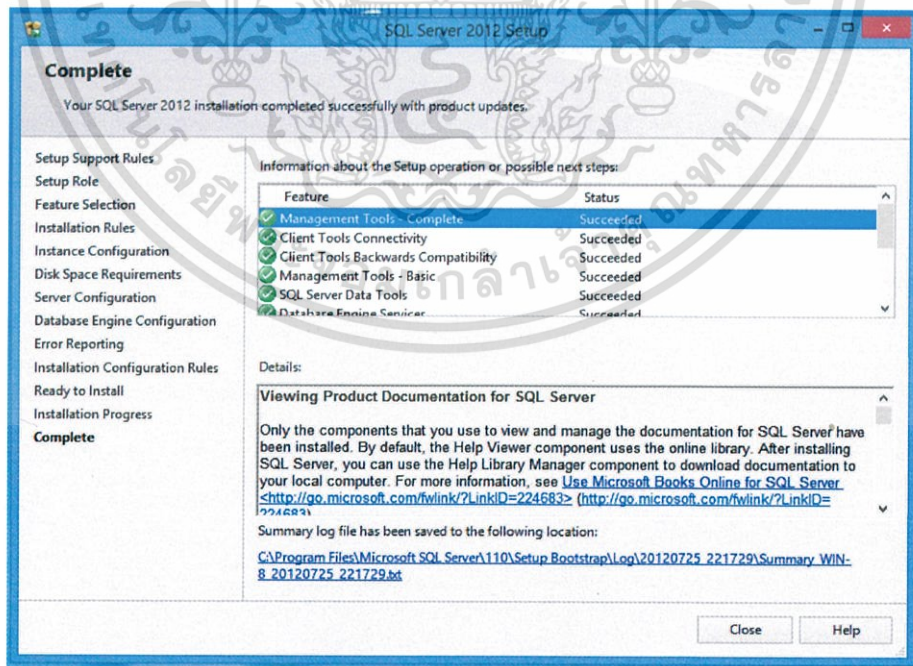 SQL Server 2012 Setup
Complete
Your SQL Server 2012 installation completed successfully with product updates.
Setup Support Rules
Setup Role
Feature Selection
Installation Rules
Instance Configuration
Disk Space Requirements
Server Configuration
Database Engine Configuration
Error Reporting
Installation Configuration Rules
Ready to Install
Installation Progress
Complete
Information about the Setup operation or possible next steps:
Feature Status
Management Tools - Complete Succeeded
Client Tools Connectivity Succeeded
Client Tools Backwards Compatibility Succeeded
Management Tools - Basic Succeeded
SQL Server Data Tools Succeeded
Database Engine Services Succeeded
Details:
Viewing Product Documentation for SQL Server
Only the components that you use to view and manage the documentation for SQL Server have
been installed. By default, the Help Viewer component uses the online library. After installing
SQL Server, you can use the Help Library Manager component to download documentation to
your local computer. For more information, see Use Microsoft Books Online for SQL Server
<http://go.microsoft.com/fwlink/?LinkID=224683> (http://go.microsoft.com/fwlink/?LinkID=
224683)
Summary log file has been saved to the following location:
C:\Program Files\Microsoft SQL Server\110\Setup Bootstrap\Log\20120725_221729\Summary_WIN-
8_20120725_221729.txt
Close Help